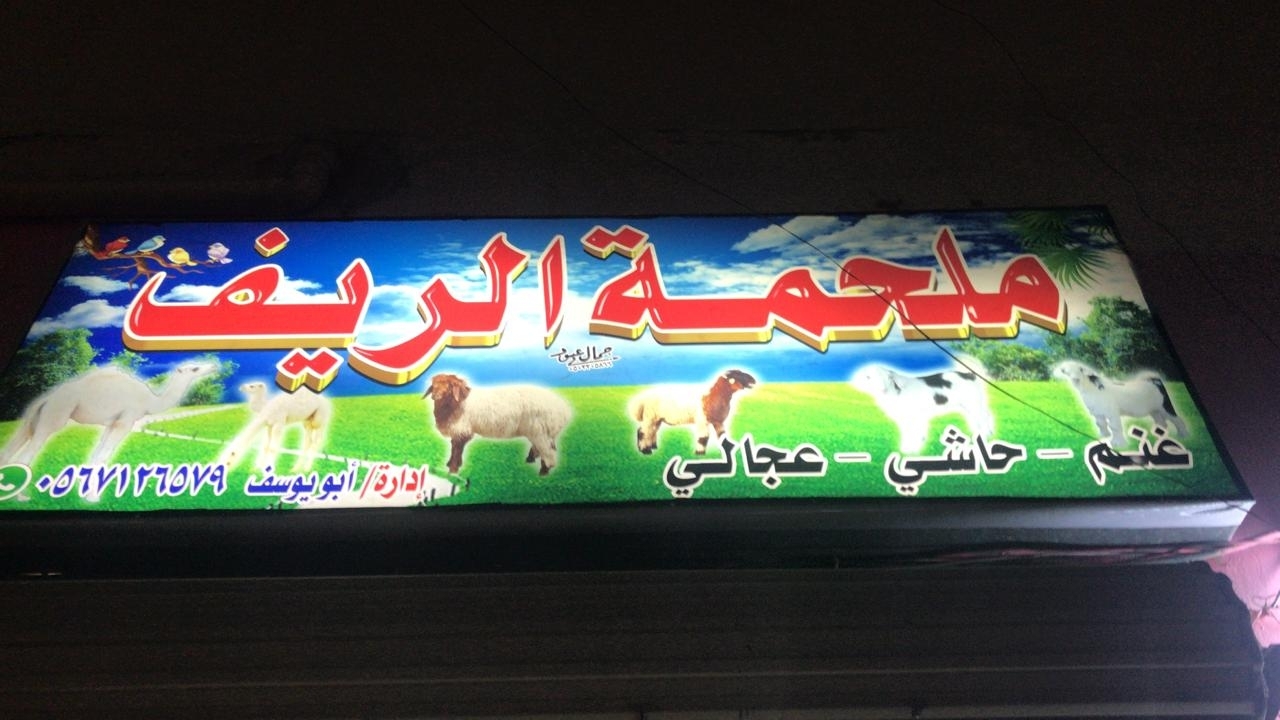 ملحمة الريف
غنم - حاشي - عجالي
إدارة/ أبو يوسف ٠٥٦٧١٢٦٥٧٩